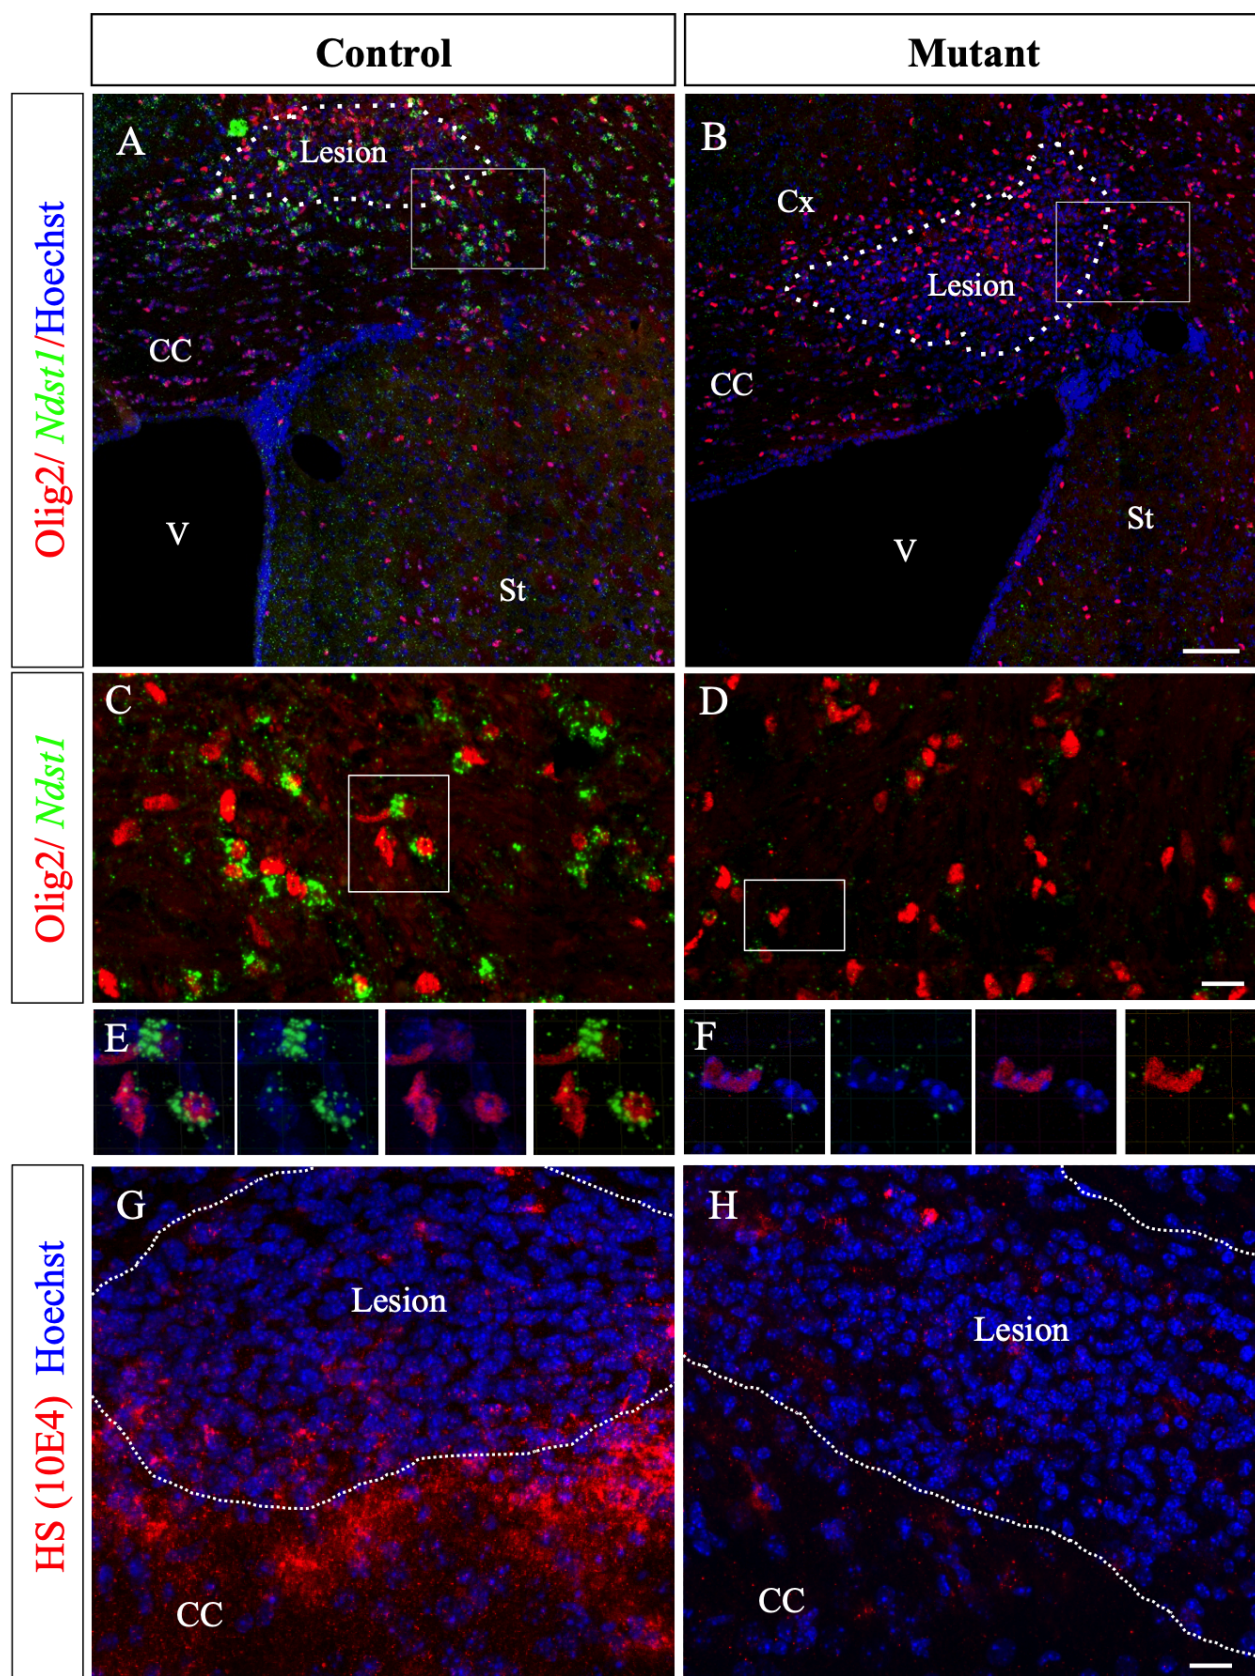 Control
Mutant
Olig2/ Ndst1/Hoechst
A
Lesion
CC
V
St
B
Cx
Lesion
CC
V
St
Olig2/ Ndst1
C
D
E
F
HS (10E4) Hoechst
G
Lesion
CC
H
Lesion
CC